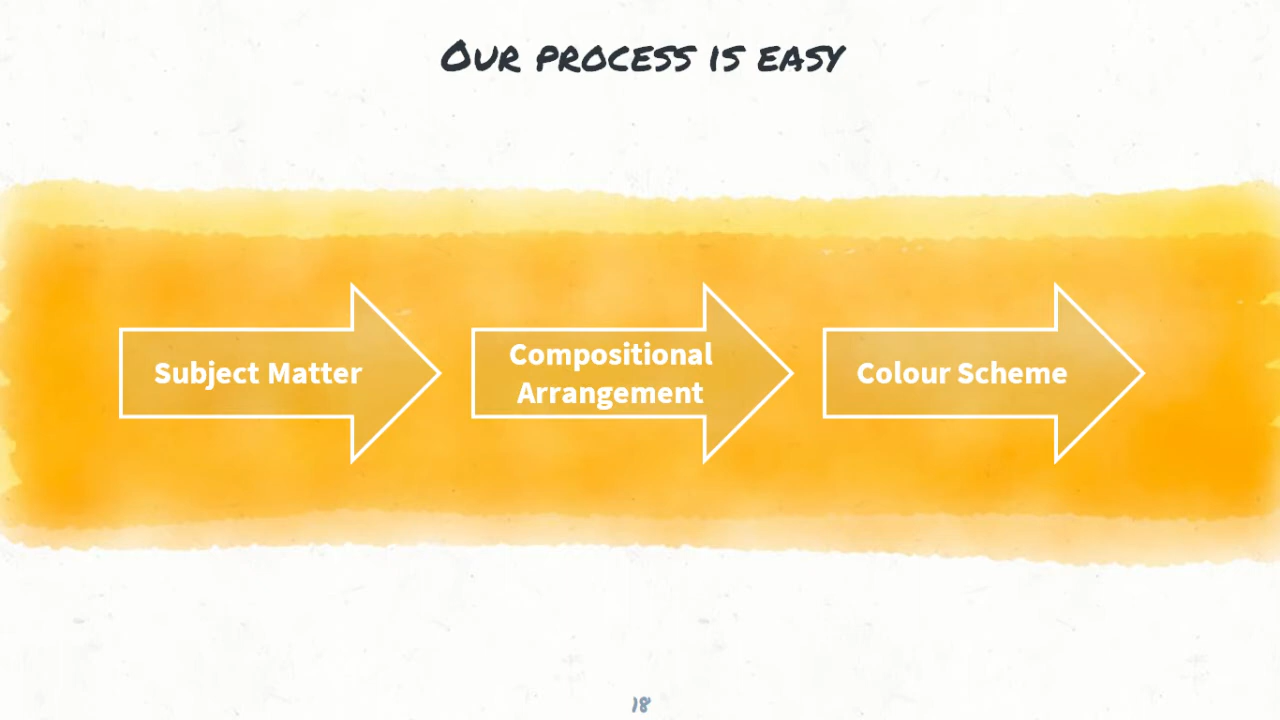 Our process is easy
Subject Matter
Compositional
Arrangement
Colour Scheme
18